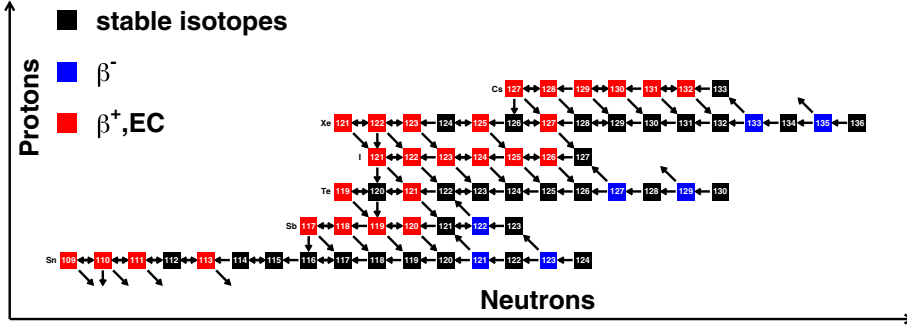 stable isotopes
β-
β+,EC
Protons
Cs 127 128 129 130 131 132 133
Xe 121 122 123 124 125 126 127 128 129 130 131 132 133 134 135 136
I 121 122 123 124 125 126 127
Te 119 120 121 122 123 124 125 126 127 128 129 130
Sb 117 118 119 120 121 122 123
Sn 109 110 111 112 113 114 115 116 117 118 119 120 121 122 123 124
Neutrons